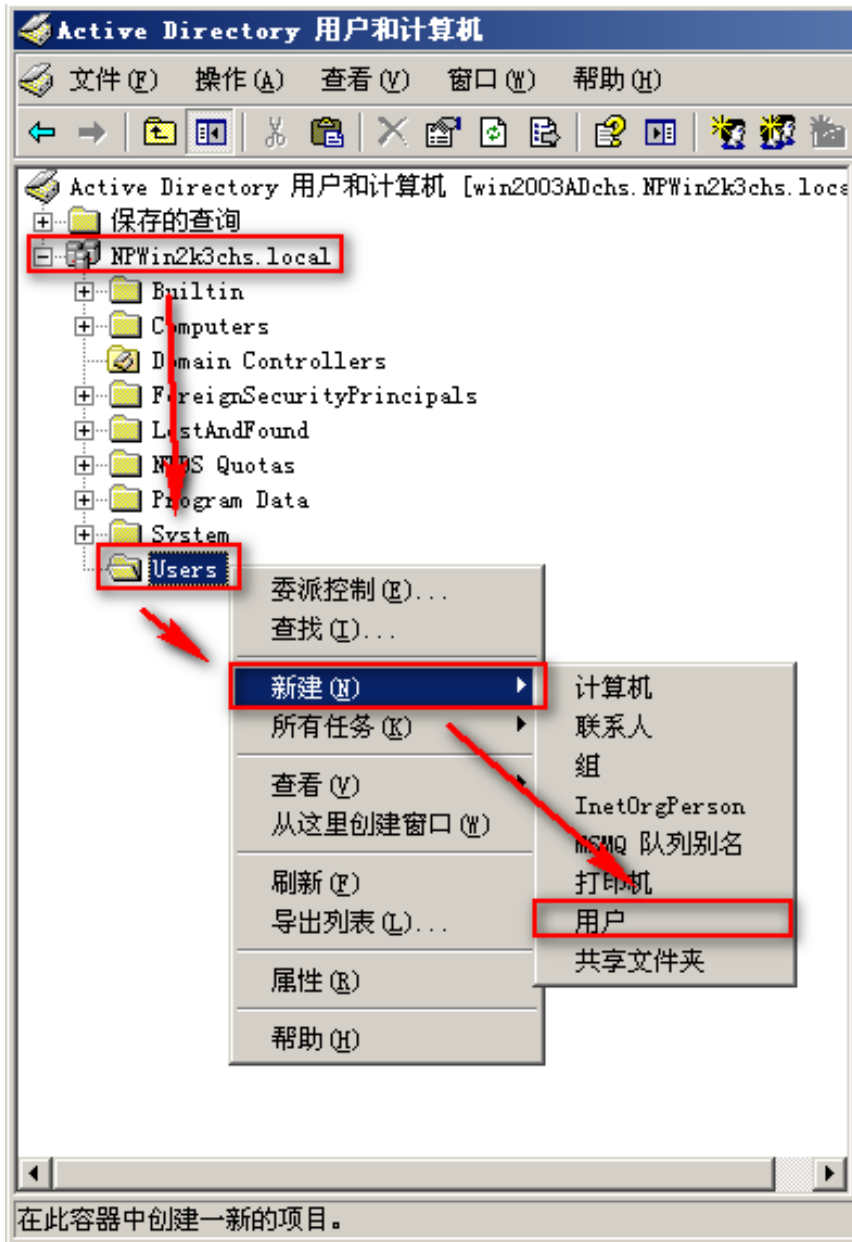 Active Directory 用户和计算机
文件(F) 操作(A) 查看(V) 窗口(W) 帮助(H)
Active Directory 用户和计算机 [win2003ADchs.NPWin2k3chs.loca
保存的查询
NPWin2k3chs.local
Builtin
Computers
Domain Controllers
ForeignSecurityPrincipals
LostAndFound
NTDS Quotas
Program Data
System
Users
委派控制(E)...
查找(I)...
新建(N)
所有任务(K)
查看(V)
从这里创建窗口(W)
刷新(F)
导出列表(L)...
属性(R)
帮助(H)
计算机
联系人
组
InetOrgPerson
MSMQ 队列别名
打印机
用户
共享文件夹
在此容器中创建一新的项目。